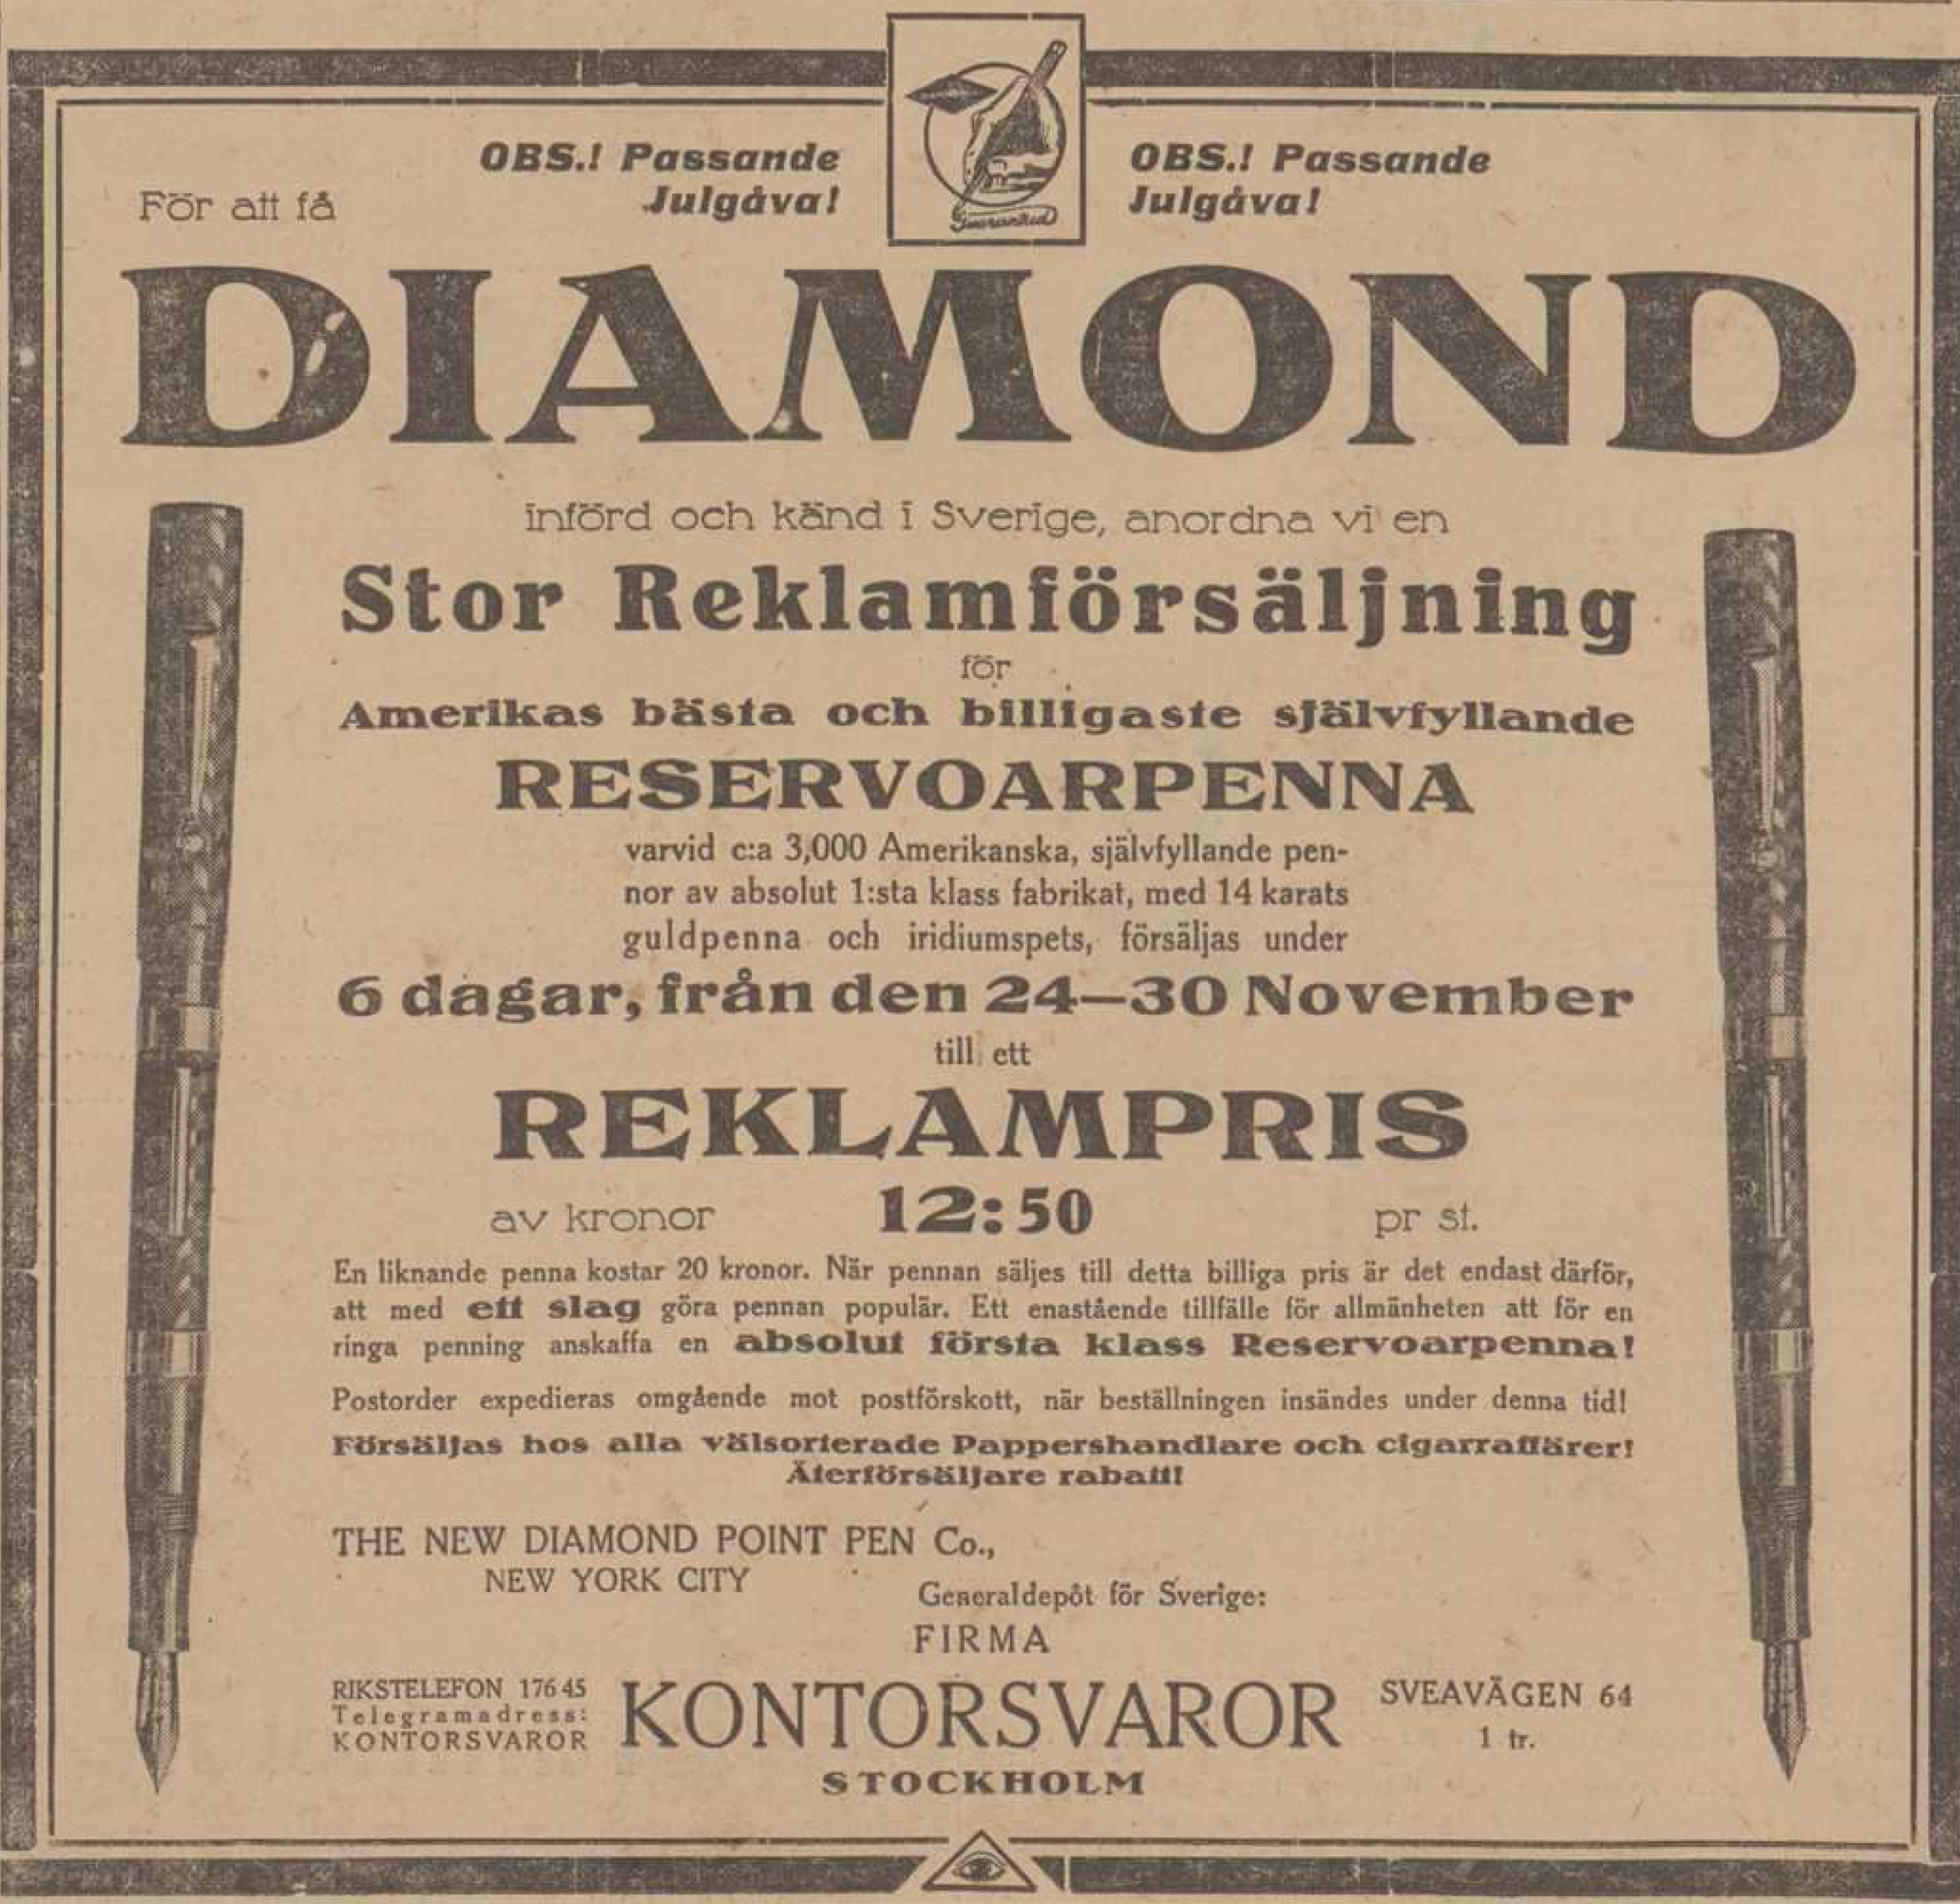 Guaranteed
OBS.! Passande
Julgåva!
OBS.! Passande
Julgåva!
För att få
DIAMOND
införd och känd i Sverige, anordna vi en
Stor Reklamförsäljning
för
Amerikas bästa och billigaste självfyllande
RESERVOARPENNA
varvid c:a 3,000 Amerikanska, självfyllande pen-
nor av absolut 1:sta klass fabrikat, med 14 karats
guldpenna och iridiumspets, försäljas under
6 dagar, från den 24—30 November
till ett
REKLAMPRIS
av kronor 12:50 pr st.
En liknande penna kostar 20 kronor. När pennan säljes till detta billiga pris är det endast därför,
att med ett slag göra pennan populär. Ett enastående tillfälle för allmänheten att för en
ringa penning anskaffa en absolut första klass Reservoarpenna!
Postorder expedieras omgående mot postförskott, när beställningen insändes under denna tid!
Försäljas hos alla välsorterade Pappershandlare och cigarraffärer!
Återförsäljare rabatt!
THE NEW DIAMOND POINT PEN Co.,
NEW YORK CITY
Generaldepôt för Sverige:
FIRMA
RIKSTELEFON 176 45
Telegramadress:
KONTORSVAROR
KONTORSVAROR
SVEAVÄGEN 64
1 tr.
STOCKHOLM